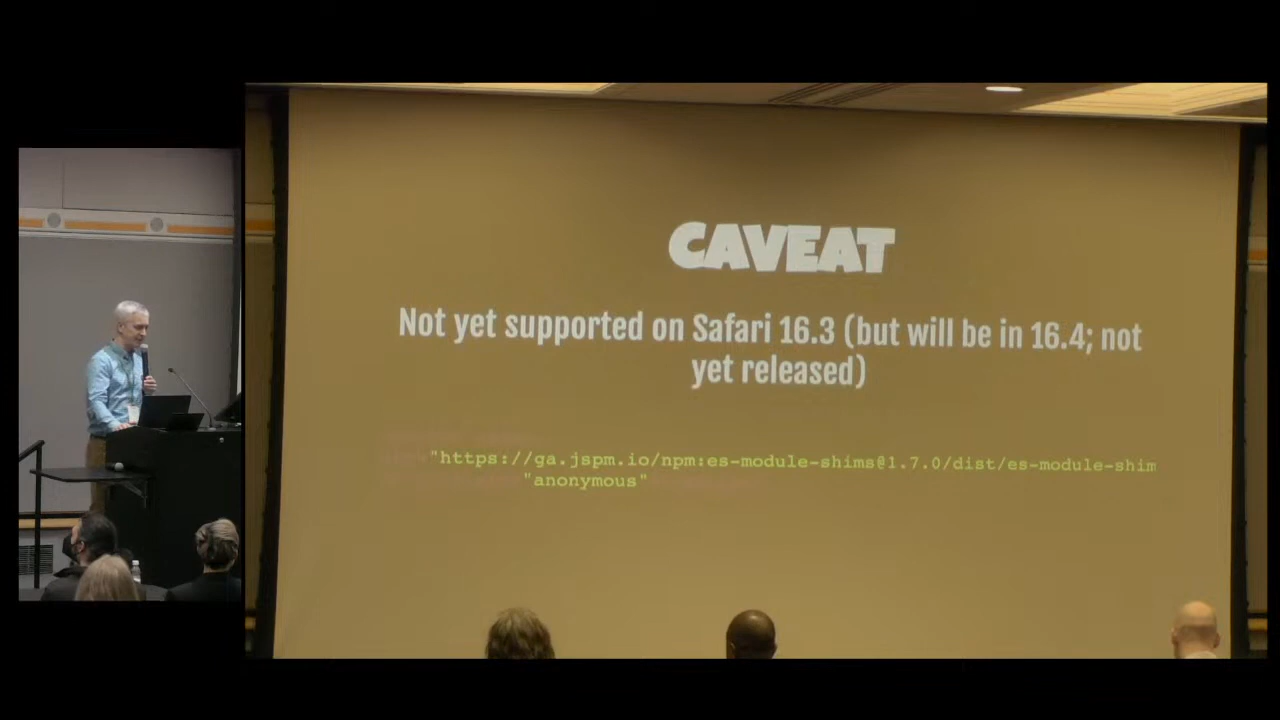 CAVEAT
Not yet supported on Safari 16.3 (but will be in 16.4; not
yet released)
"https://ga.jspm.io/npm:es-module-shims@1.7.0/dist/es-module-shim
"anonymous"